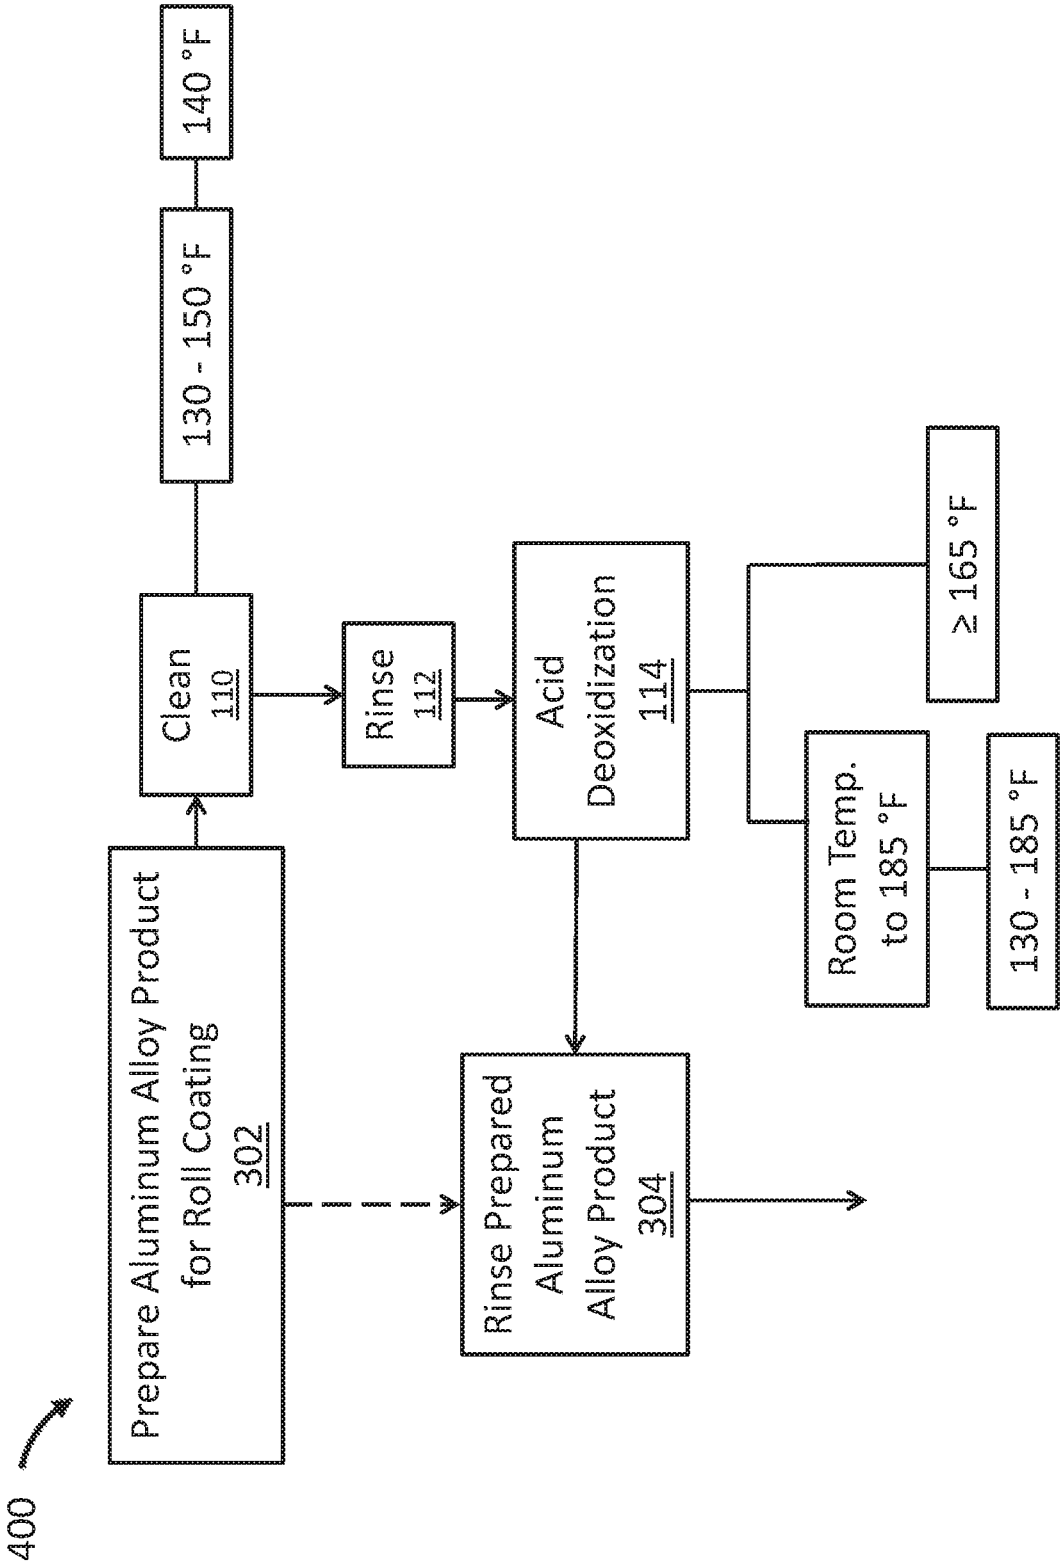 400
Prepare Aluminum Alloy Product
for Roll Coating
302
Clean
110
130 - 150 °F
140 °F
Rinse
112
Acid
Deoxidization
114
Rinse Prepared
Aluminum
Alloy Product
304
Room Temp.
to 185 °F
130 - 185 °F
≥ 165 °F